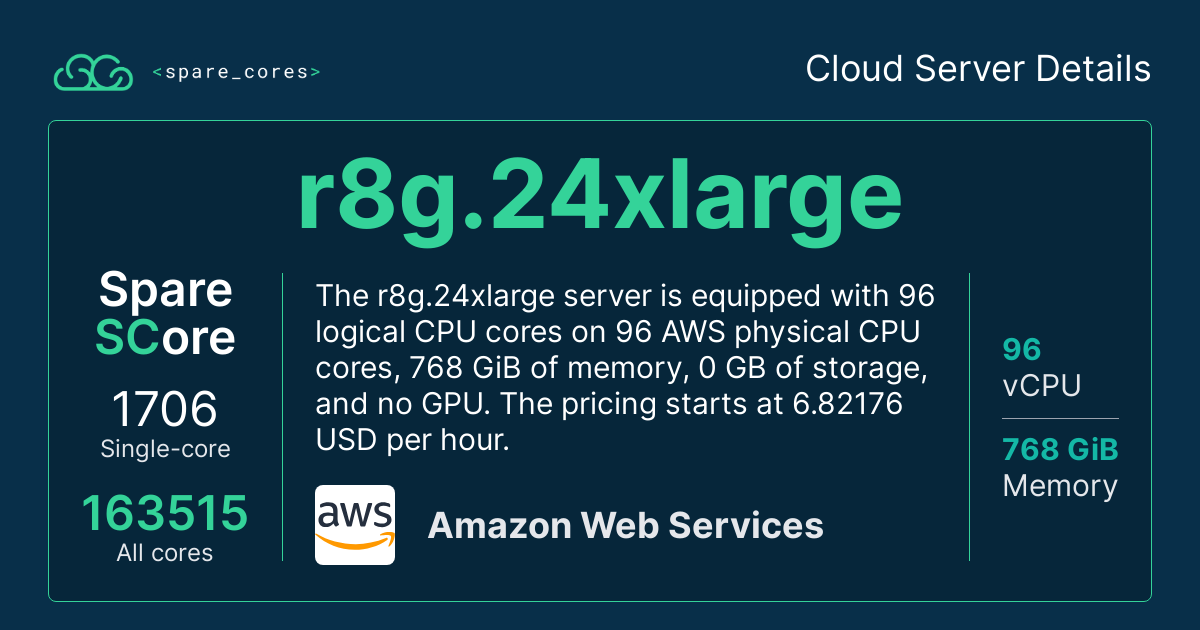 <spare_cores>
Cloud Server Details
r8g.24xlarge
Spare
SCore
1706
Single-core
163515
All cores
The r8g.24xlarge server is equipped with 96
logical CPU cores on 96 AWS physical CPU
cores, 768 GiB of memory, 0 GB of storage,
and no GPU. The pricing starts at 6.82176
USD per hour.
aws
Amazon Web Services
96
vCPU
768 GiB
Memory